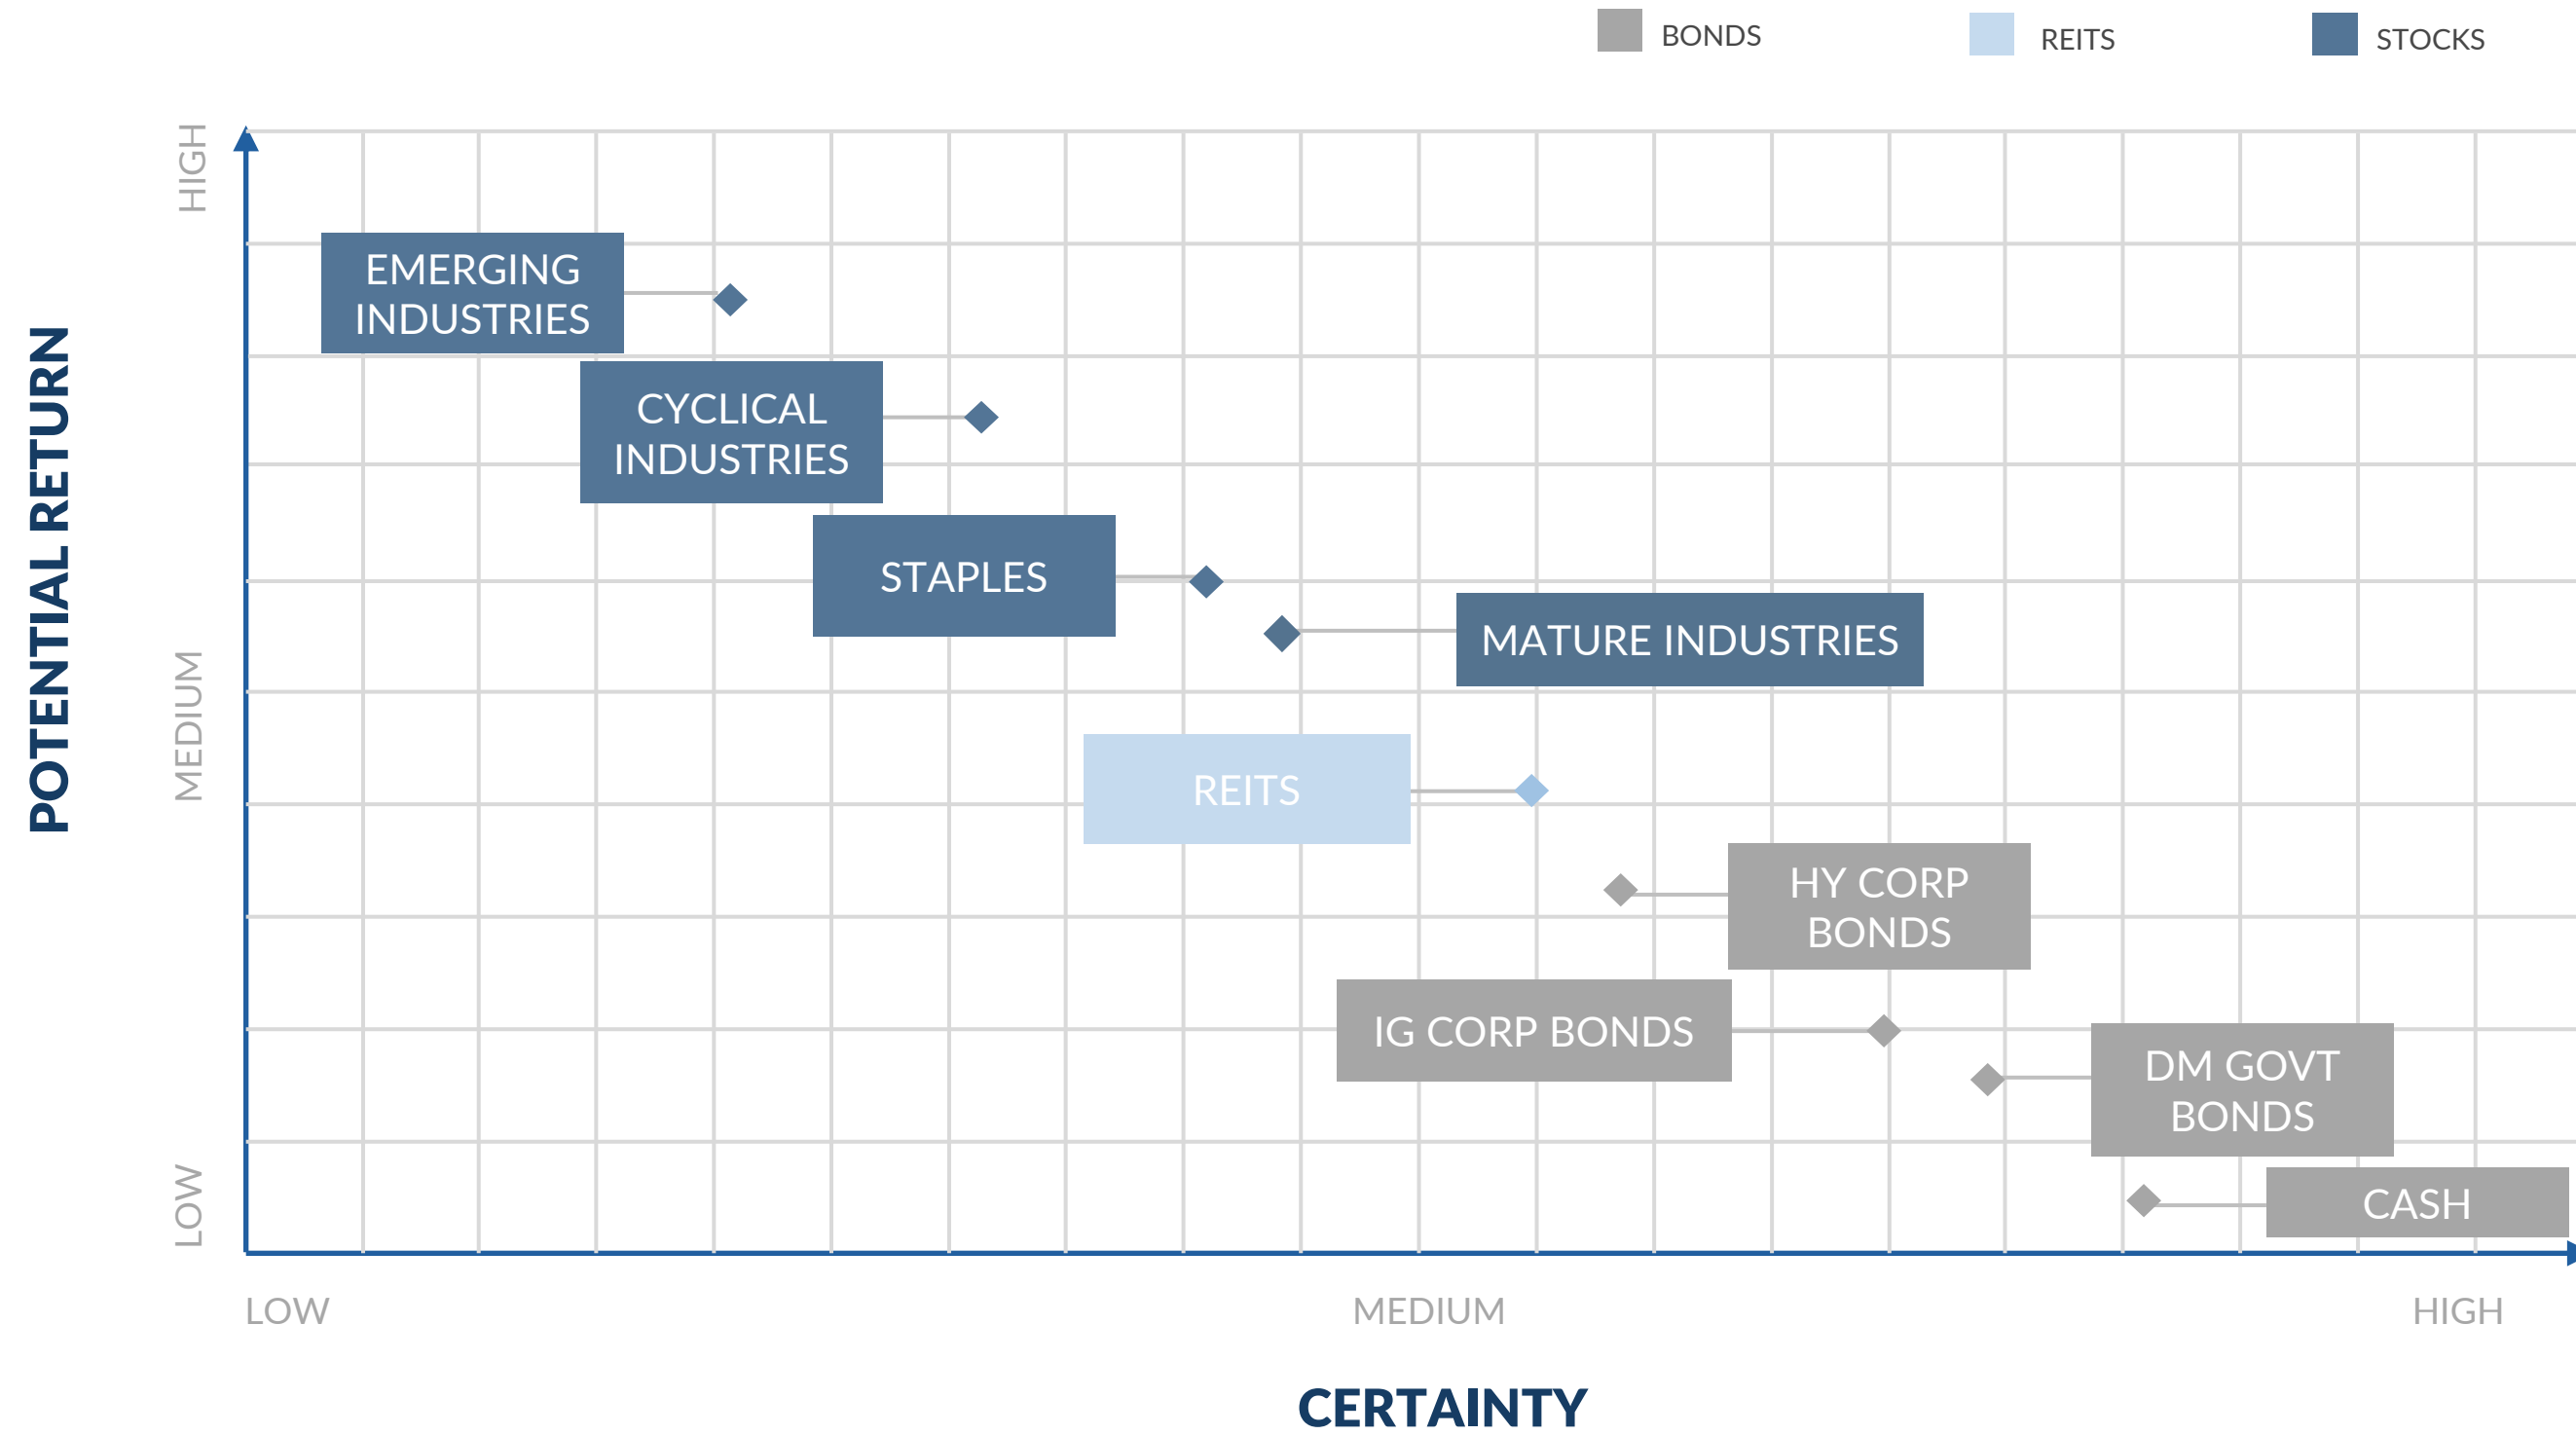 BONDS
REITS
STOCKS
HIGH
EMERGING
INDUSTRIES
CYCLICAL
INDUSTRIES
STAPLES
MATURE INDUSTRIES
POTENTIAL RETURN
MEDIUM
REITS
HY CORP
BONDS
IG CORP BONDS
DM GOVT
BONDS
LOW
CASH
LOW
MEDIUM
HIGH
CERTAINTY